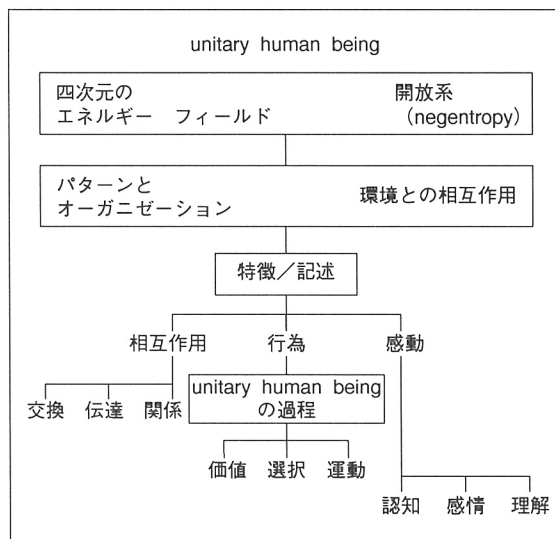 unitary human being
四次元の
エネルギー フィールド
開放系
(negentropy)
パターンと
オーガニゼーション
環境との相互作用
特徴／記述
相互作用 行為 感動
unitary human being
の過程
交換 伝達 関係
価値 選択 運動
認知 感情 理解